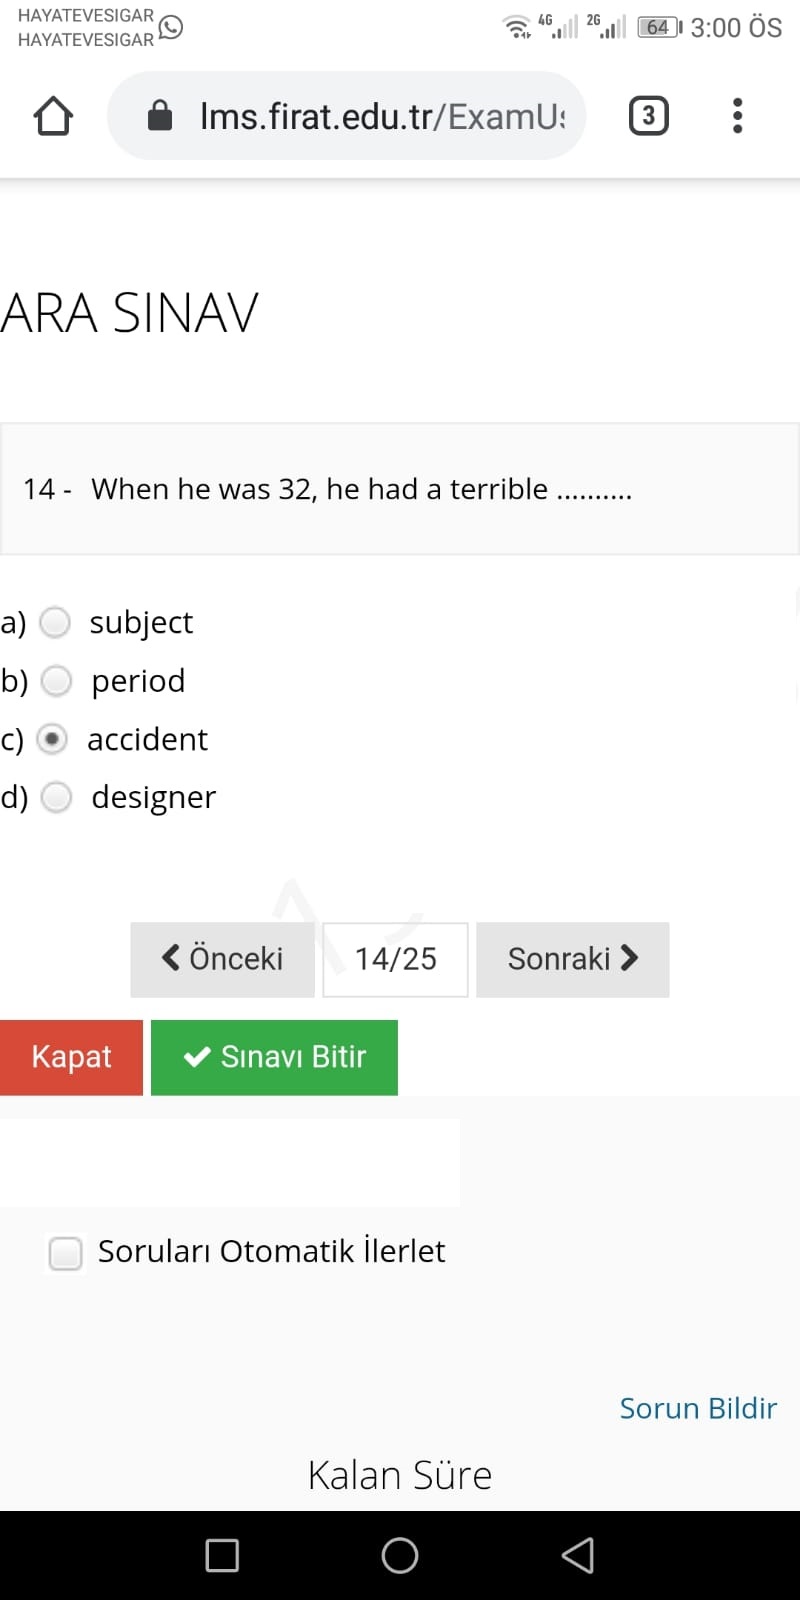 HAYATEVESIGAR
HAYATEVESIGAR
4G 2G 64 3:00 ÖS
lms.firat.edu.tr/ExamUs
3
ARA SINAV
14 - When he was 32, he had a terrible ..........
a) subject
b) period
c) accident
d) designer
Önceki 14/25 Sonraki
Kapat Sınavı Bitir
Soruları Otomatik İlerlet
Sorun Bildir
Kalan Süre